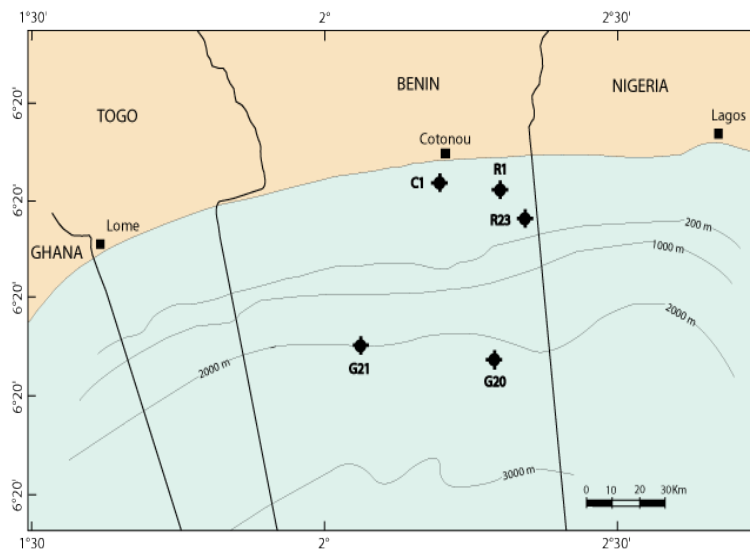 1°30' 2° 2°30'
6°20'
6°20'
6°20'
6°20'
6°20'
TOGO
BENIN
NIGERIA
Lagos
Cotonou
C1
R1
R23
Lome
GHANA
200 m
1000 m
2000 m
2000 m
G21
G20
3000 m
0 10 20 30Km
1°30' 2° 2°30'